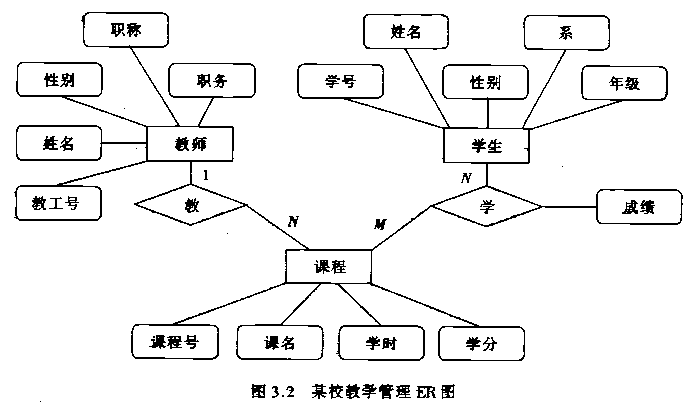 职称
姓名
系
性别
职务
学号
性别
年级
姓名
教师
学生
教工号
1
教
N
学
成绩
N
M
课程
课程号
课名
学时
学分
图 3.2 某校教学管理 ER 图